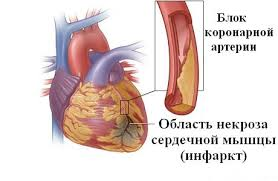 Блок
коронарной
артерии
Область некроза
сердечной мышцы
(инфаркт)